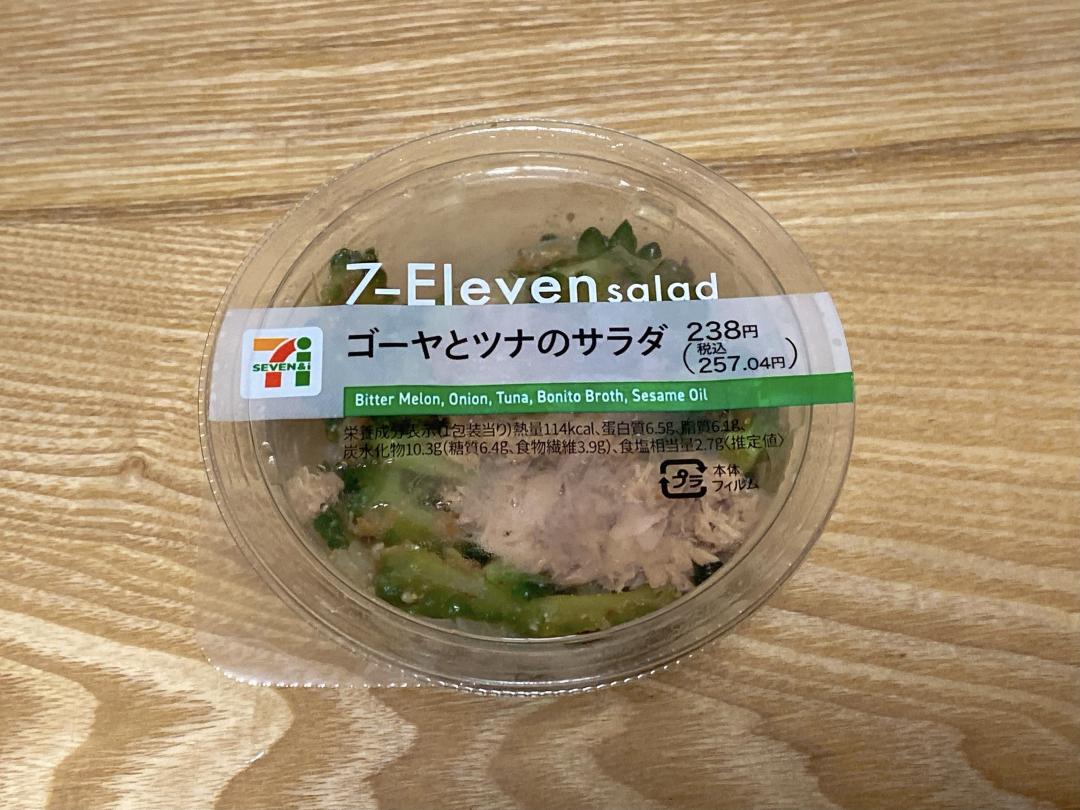 7-Eleven salad
SEVEN&i
ゴーヤとツナのサラダ 238円
(税込
257.04円)
Bitter Melon, Onion, Tuna, Bonito Broth, Sesame Oil
栄養成分表示(1包装当り)熱量114kcal、蛋白質6.5g、脂質6.1g、
炭水化物10.3g(糖質6.4g、食物繊維3.9g)、食塩相当量2.7g(推定値)
プラ
本体
フィルム